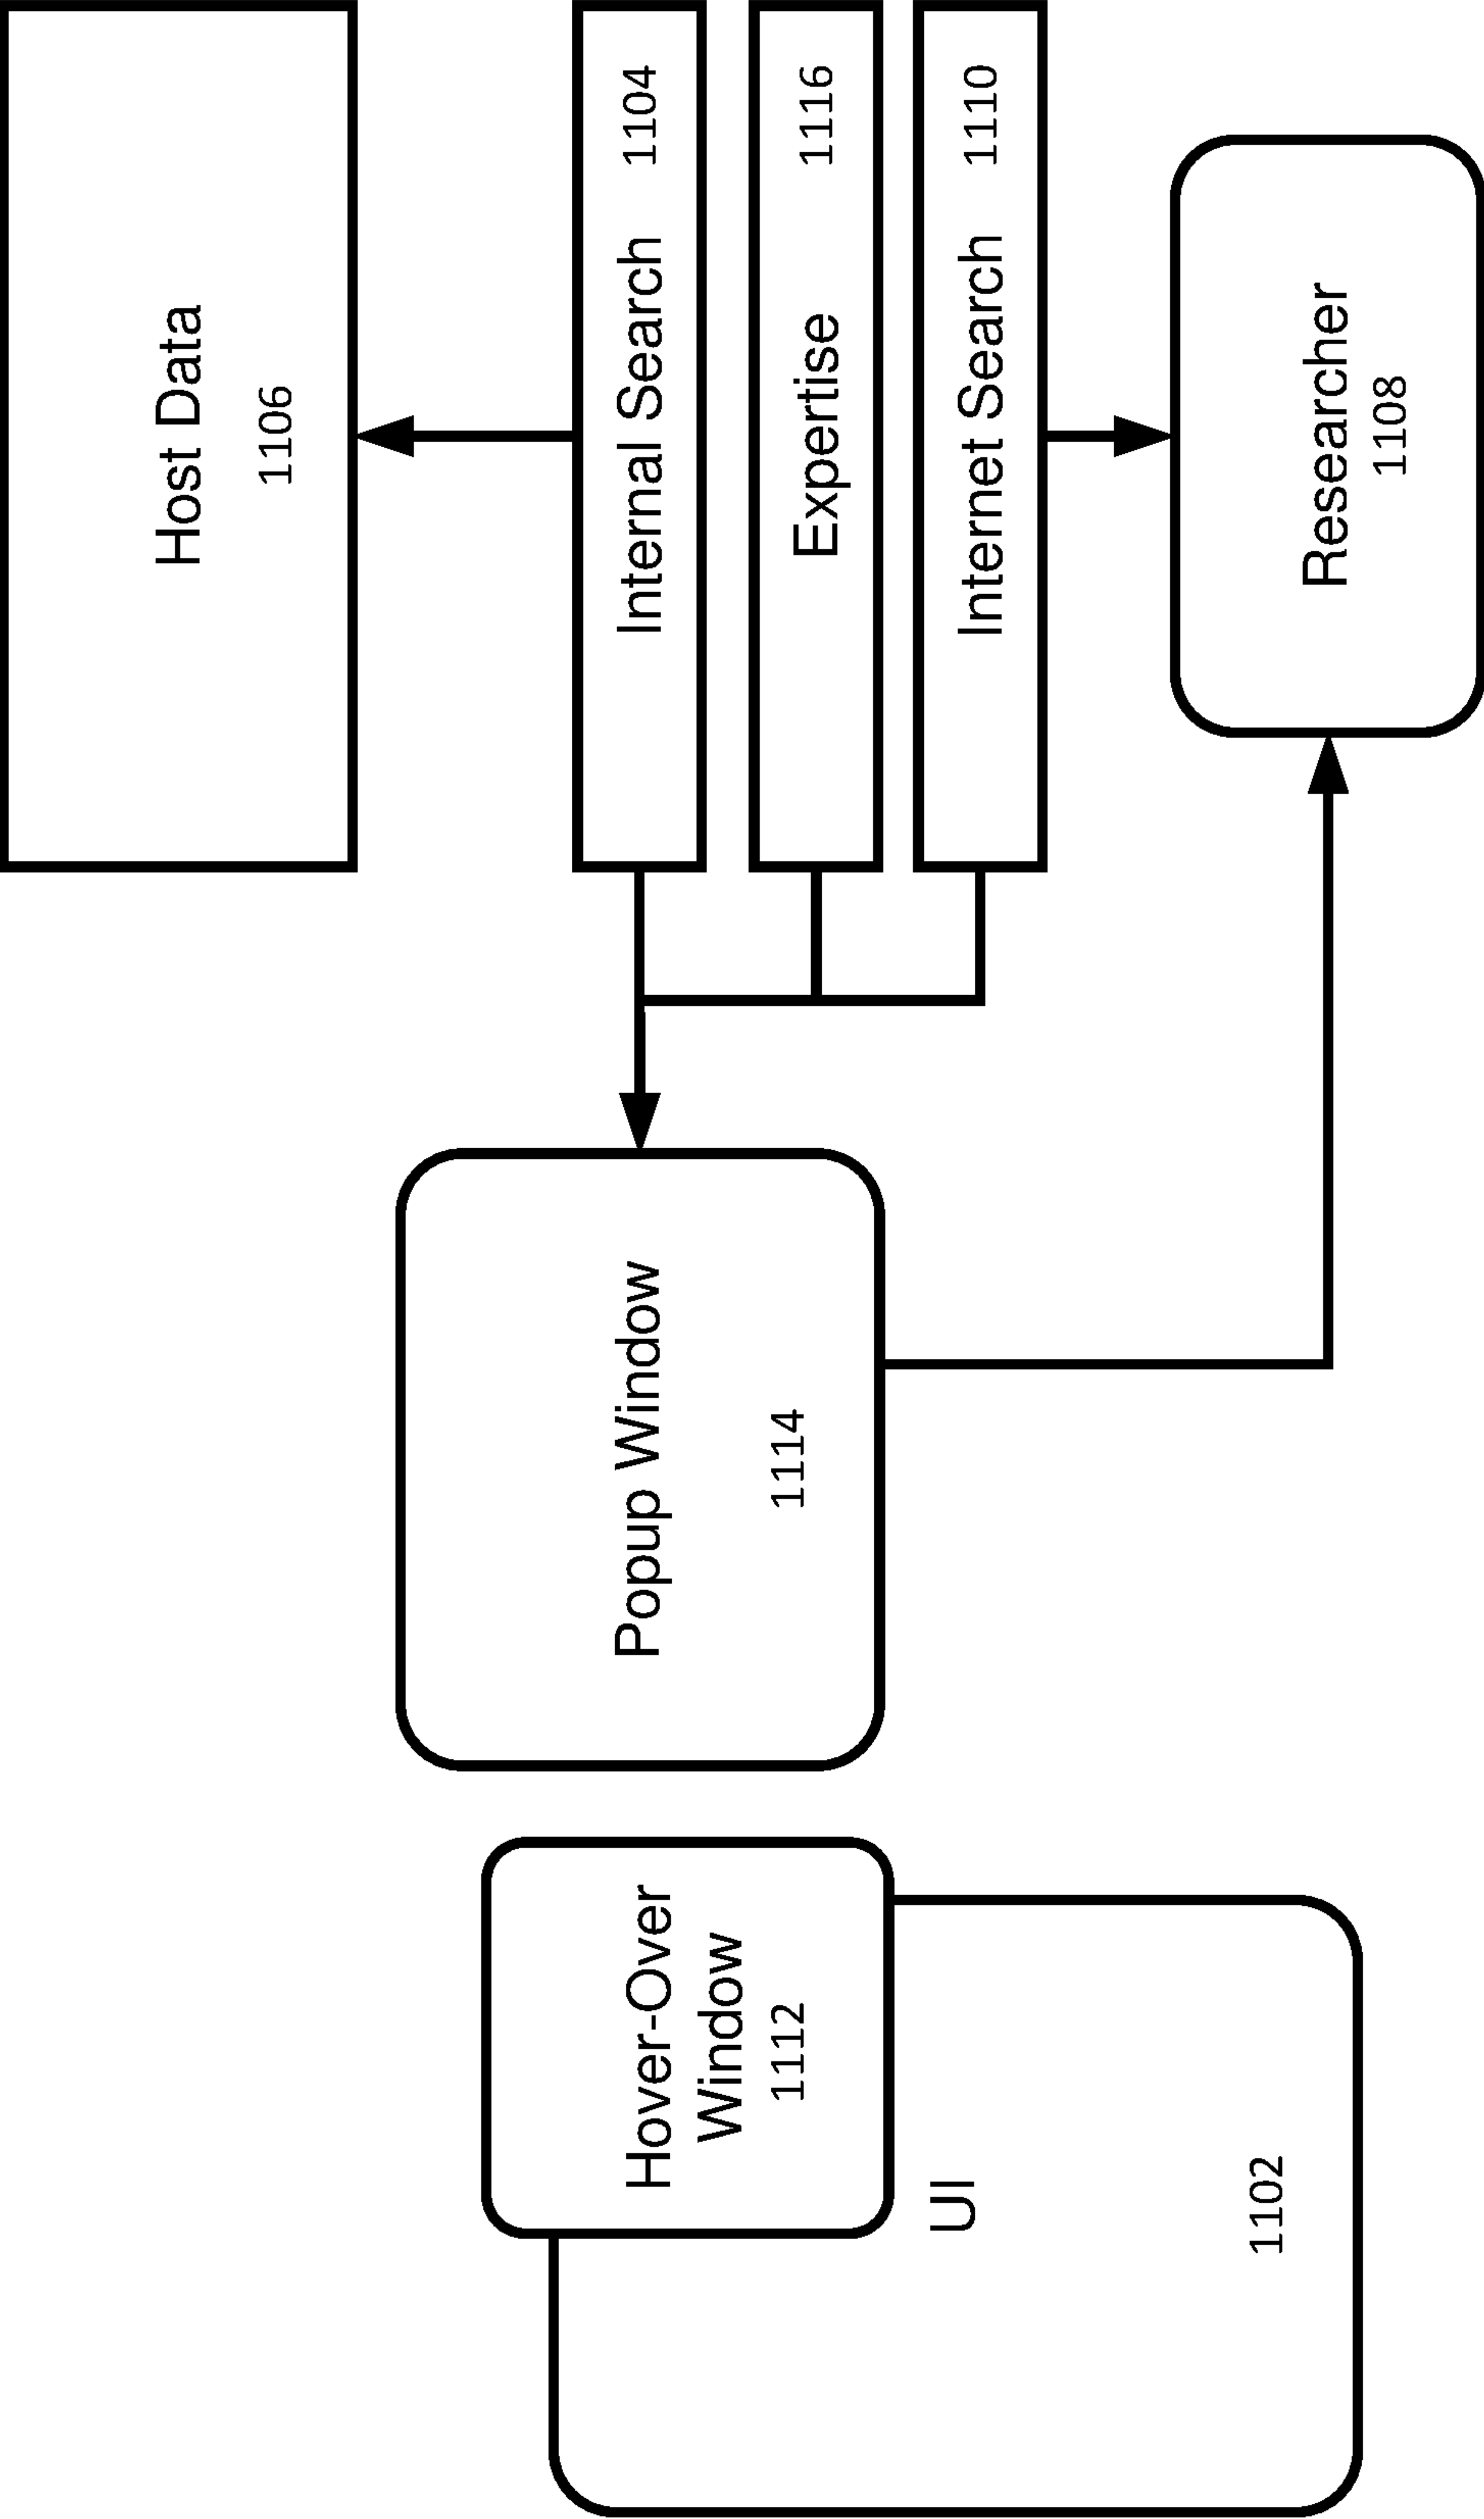 Host Data
1106
Internal Search 1104
Expertise 1116
Internet Search 1110
Researcher
1108
Popup Window
1114
Hover-Over
Window
1112
UI
1102